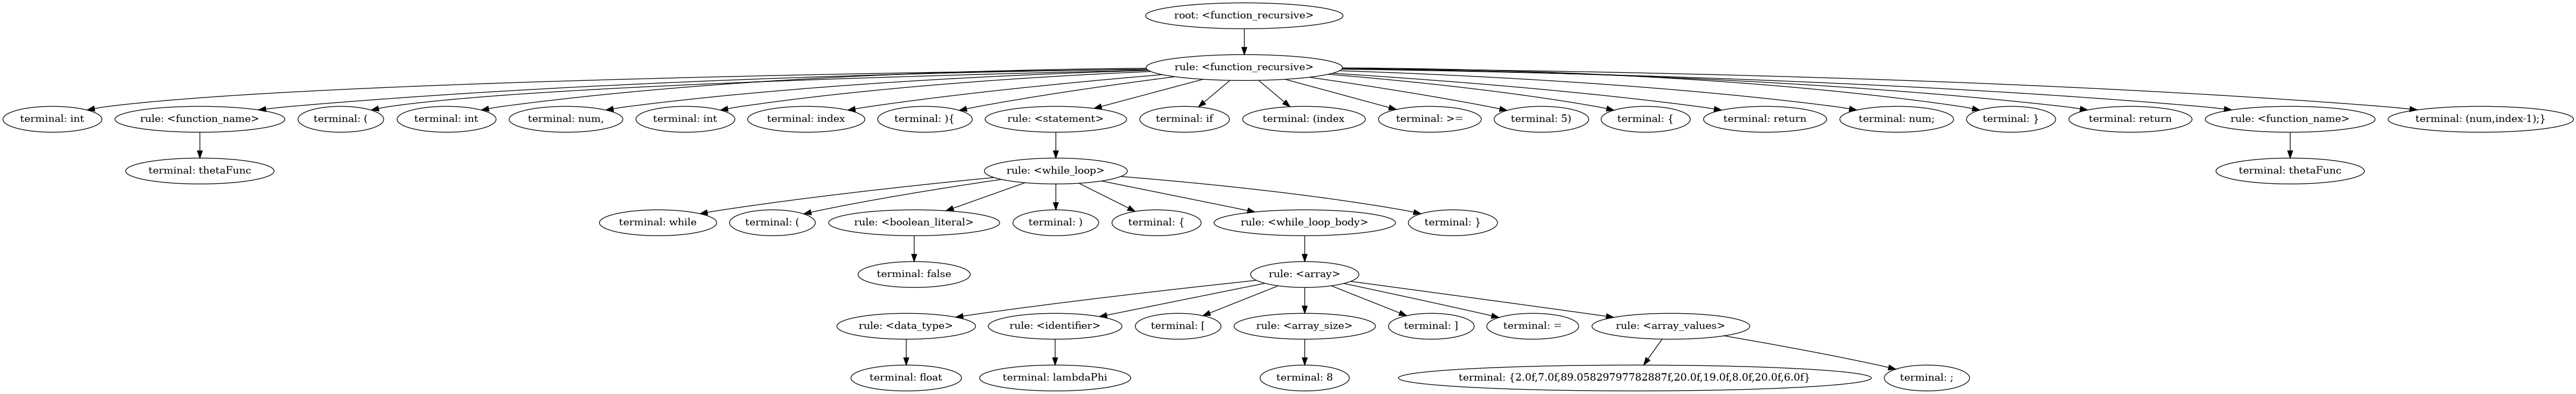 root: <function_recursive>
rule: <function_recursive>
terminal: int
rule: <function_name>
terminal: (
terminal: int
terminal: num,
terminal: int
terminal: index
terminal: ){
rule: <statement>
terminal: if
terminal: (index
terminal: >=
terminal: 5)
terminal: {
terminal: return
terminal: num;
terminal: }
terminal: return
rule: <function_name>
terminal: (num,index-1);}
terminal: thetaFunc
rule: <while_loop>
terminal: thetaFunc
terminal: while
terminal: (
rule: <boolean_literal>
terminal: )
terminal: {
rule: <while_loop_body>
terminal: }
terminal: false
rule: <array>
rule: <data_type>
rule: <identifier>
terminal: [
rule: <array_size>
terminal: ]
terminal: =
rule: <array_values>
terminal: float
terminal: lambdaPhi
terminal: 8
terminal: {2.0f,7.0f,89.05829797782887f,20.0f,19.0f,8.0f,20.0f,6.0f}
terminal: ;